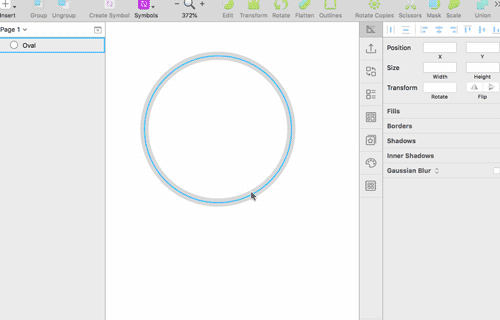 Insert
Group
Ungroup
Create Symbol
Symbols
372%
Edit
Transform
Rotate
Flatten
Outlines
Rotate Copies
Scissors
Mask
Scale
Union
Page 1
Oval
Position
X
Y
Size
Width
Height
Transform
Rotate
Flip
Fills
Borders
Shadows
Inner Shadows
Gaussian Blur